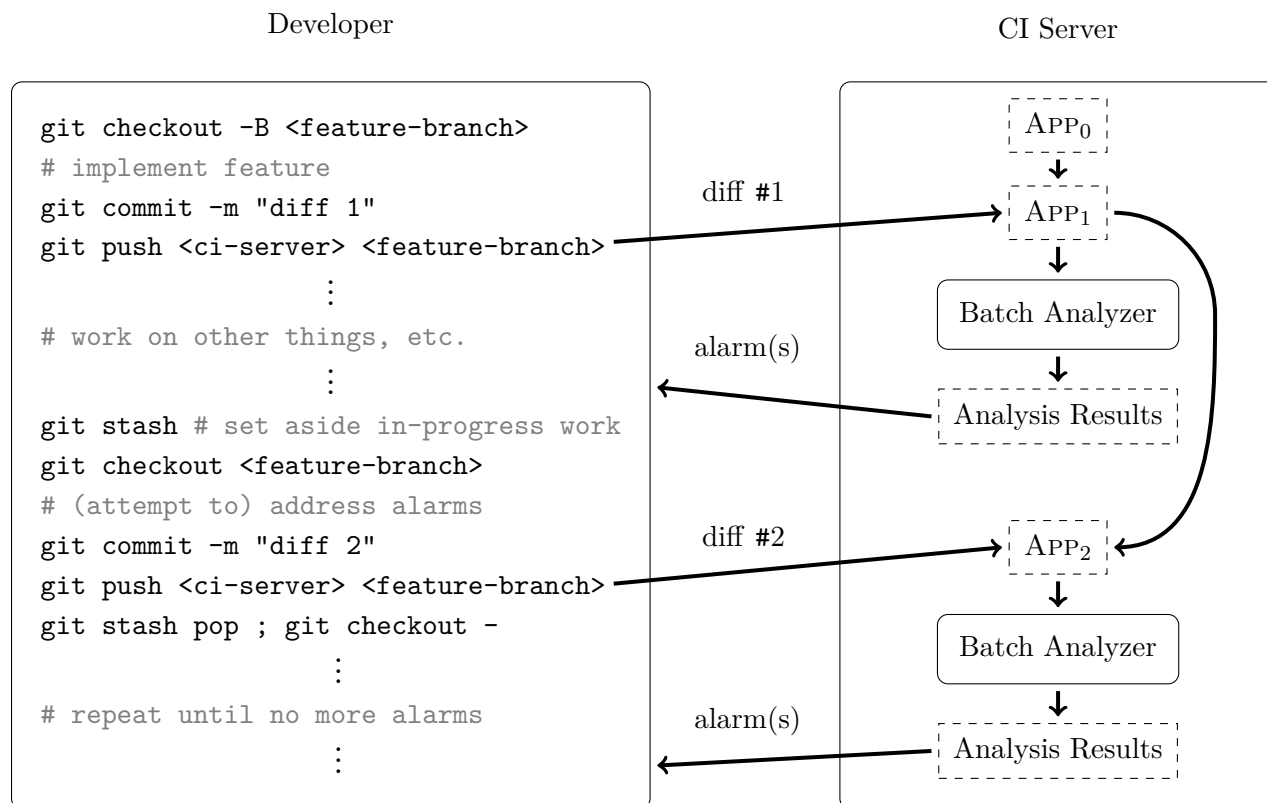 Developer
git checkout -B <feature-branch>
# implement feature
git commit -m "diff 1"
git push <ci-server> <feature-branch>
⋮
# work on other things, etc.
⋮
git stash # set aside in-progress work
git checkout <feature-branch>
# (attempt to) address alarms
git commit -m "diff 2"
git push <ci-server> <feature-branch>
git stash pop ; git checkout -
⋮
# repeat until no more alarms
⋮
diff #1
alarm(s)
diff #2
alarm(s)
CI Server
APP₀
APP₁
Batch Analyzer
Analysis Results
APP₂
Batch Analyzer
Analysis Results